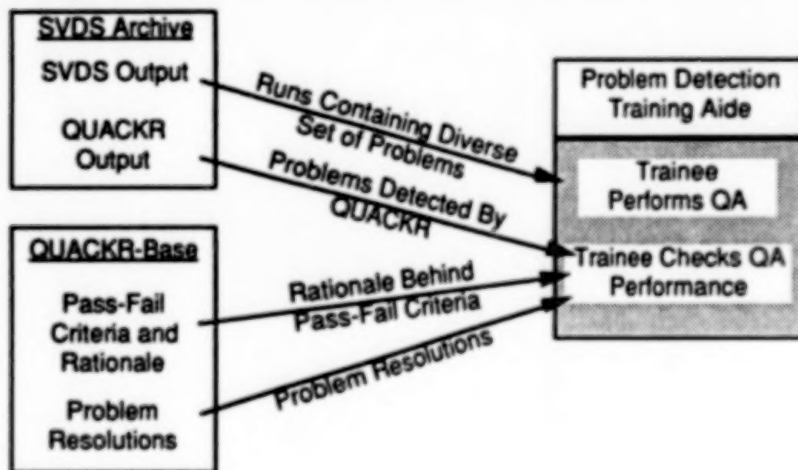 SVDS Archive
SVDS Output
QUACKR
Output
QUACKR-Base
Pass-Fail
Criteria and
Rationale
Problem
Resolutions
Runs Containing Diverse
Set of Problems
Problems Detected By
QUACKR
Rationale Behind
Pass-Fail Criteria
Problem Resolutions
Problem Detection
Training Aide
Trainee
Performs QA
Trainee Checks QA
Performance